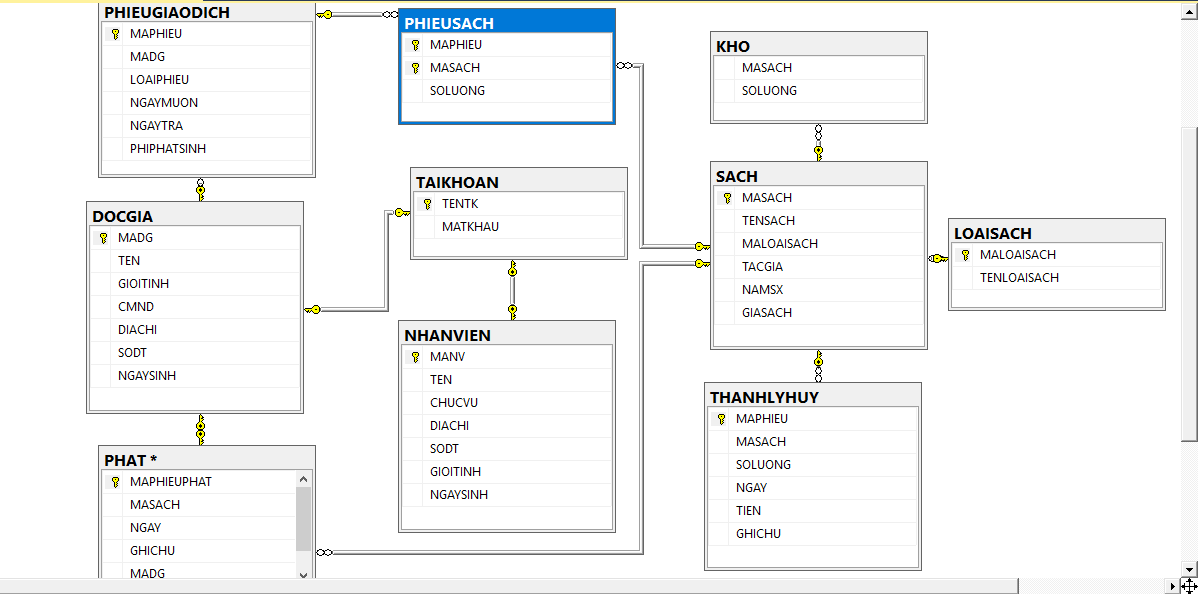 PHIEUGIAODICH
MAPHIEU
MADG
LOAIPHIEU
NGAYMUON
NGAYTRA
PHIPHATSINH
PHIEUSACH
MAPHIEU
MASACH
SOLUONG
KHO
MASACH
SOLUONG
TAIKHOAN
TENTK
MATKHAU
SACH
MASACH
TENSACH
MALOAISACH
TACGIA
NAMSX
GIASACH
LOAISACH
MALOAISACH
TENLOAISACH
DOCGIA
MADG
TEN
GIOITINH
CMND
DIACHI
SODT
NGAYSINH
NHANVIEN
MANV
TEN
CHUCVU
DIACHI
SODT
GIOITINH
NGAYSINH
THANHLYHUY
MAPHIEU
MASACH
SOLUONG
NGAY
TIEN
GHICHU
PHAT *
MAPHIEUPHAT
MASACH
NGAY
GHICHU
MADG